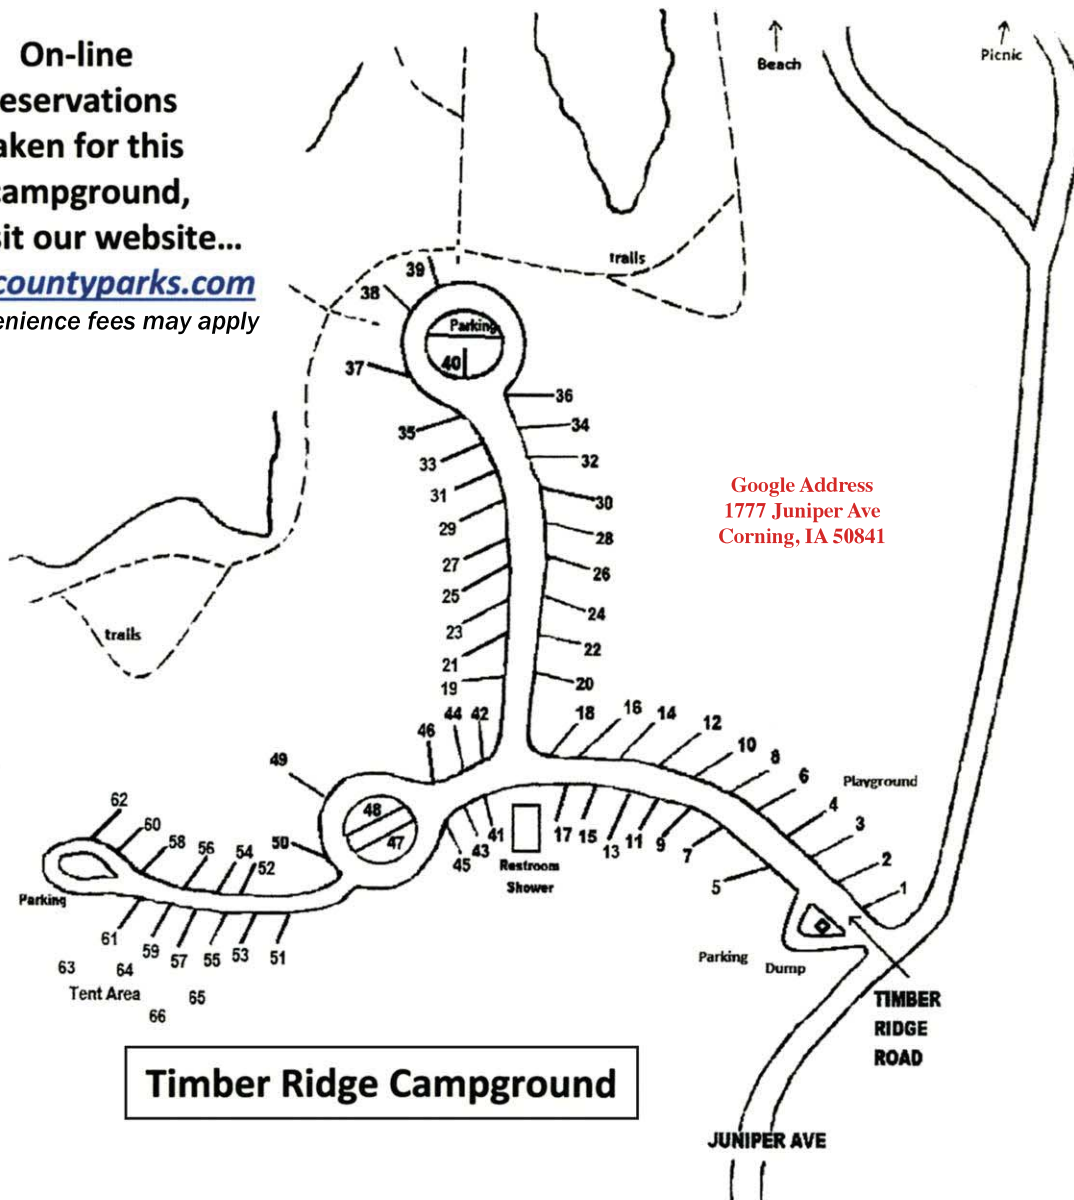 On-line
eservations
aken for this
campground,
sit our website...
countyparks.com
enience fees may apply
Beach
Picnic
trails
39
38
Parking
40
37
36
35
34
33
32
31
30
29
28
27
26
25
24
23
22
21
20
19
Google Address
1777 Juniper Ave
Corning, IA 50841
trails
46
44
42
18
16
14
12
10
8
6
4
3
2
1
Playground
49
48
47
50
45
43
41
Restroom
Shower
17
15
13
11
9
7
5
62
60
58
56
54
52
Parking
61
59
57
55
53
51
63
64
Tent Area
65
66
Parking
Dump
TIMBER
RIDGE
ROAD
Timber Ridge Campground
JUNIPER AVE